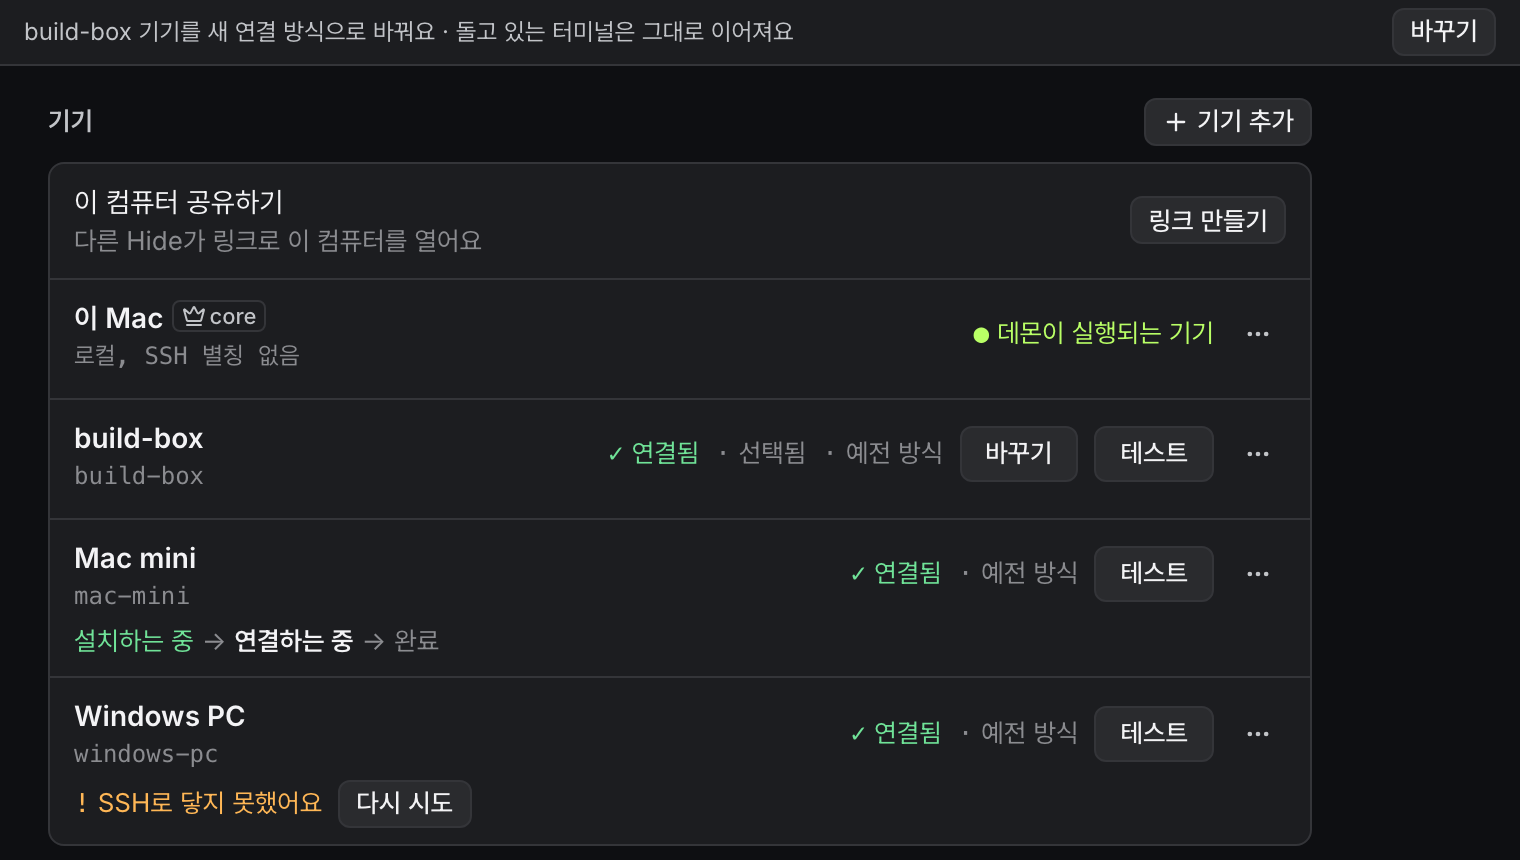 build-box 기기를 새 연결 방식으로 바꿔요 · 돌고 있는 터미널은 그대로 이어져요
바꾸기
기기
+ 기기 추가
이 컴퓨터 공유하기
다른 Hide가 링크로 이 컴퓨터를 열어요
링크 만들기
이 Mac core
로컬, SSH 별칭 없음
● 데몬이 실행되는 기기 ···
build-box
build-box
✓ 연결됨 · 선택됨 · 예전 방식 바꾸기 테스트 ···
Mac mini
mac-mini
✓ 연결됨 · 예전 방식 테스트 ···
설치하는 중 → 연결하는 중 → 완료
Windows PC
windows-pc
✓ 연결됨 · 예전 방식 테스트 ···
! SSH로 닿지 못했어요 다시 시도